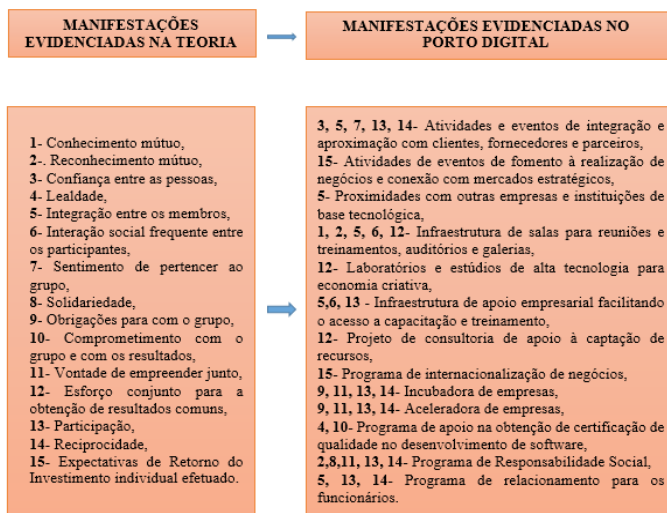 MANIFESTAÇÕES
EVIDENCIADAS NA TEORIA
MANIFESTAÇÕES EVIDENCIADAS NO
PORTO DIGITAL
1- Conhecimento mútuo,
2-. Reconhecimento mútuo,
3- Confiança entre as pessoas,
4- Lealdade,
5- Integração entre os membros,
6- Interação social frequente entre
os participantes,
7- Sentimento de pertencer ao
grupo,
8- Solidariedade,
9- Obrigações para com o grupo,
10- Comprometimento com o
grupo e com os resultados,
11- Vontade de empreender junto,
12- Esforço conjunto para a
obtenção de resultados comuns,
13- Participação,
14- Reciprocidade,
15- Expectativas de Retorno do
Investimento individual efetuado.
3, 5, 7, 13, 14- Atividades e eventos de integração e
aproximação com clientes, fornecedores e parceiros,
15- Atividades de eventos de fomento à realização de
negócios e conexão com mercados estratégicos,
5- Proximidades com outras empresas e instituições de
base tecnológica,
1, 2, 5, 6, 12- Infraestrutura de salas para reuniões e
treinamentos, auditórios e galerias,
12- Laboratórios e estúdios de alta tecnologia para
economia criativa,
5,6, 13 - Infraestrutura de apoio empresarial facilitando
o acesso a capacitação e treinamento,
12- Projeto de consultoria de apoio à captação de
recursos,
15- Programa de internacionalização de negócios,
9, 11, 13, 14- Incubadora de empresas,
9, 11, 13, 14- Aceleradora de empresas,
4, 10- Programa de apoio na obtenção de certificação de
qualidade no desenvolvimento de software,
2,8,11, 13, 14- Programa de Responsabilidade Social,
5, 13, 14- Programa de relacionamento para os
funcionários.